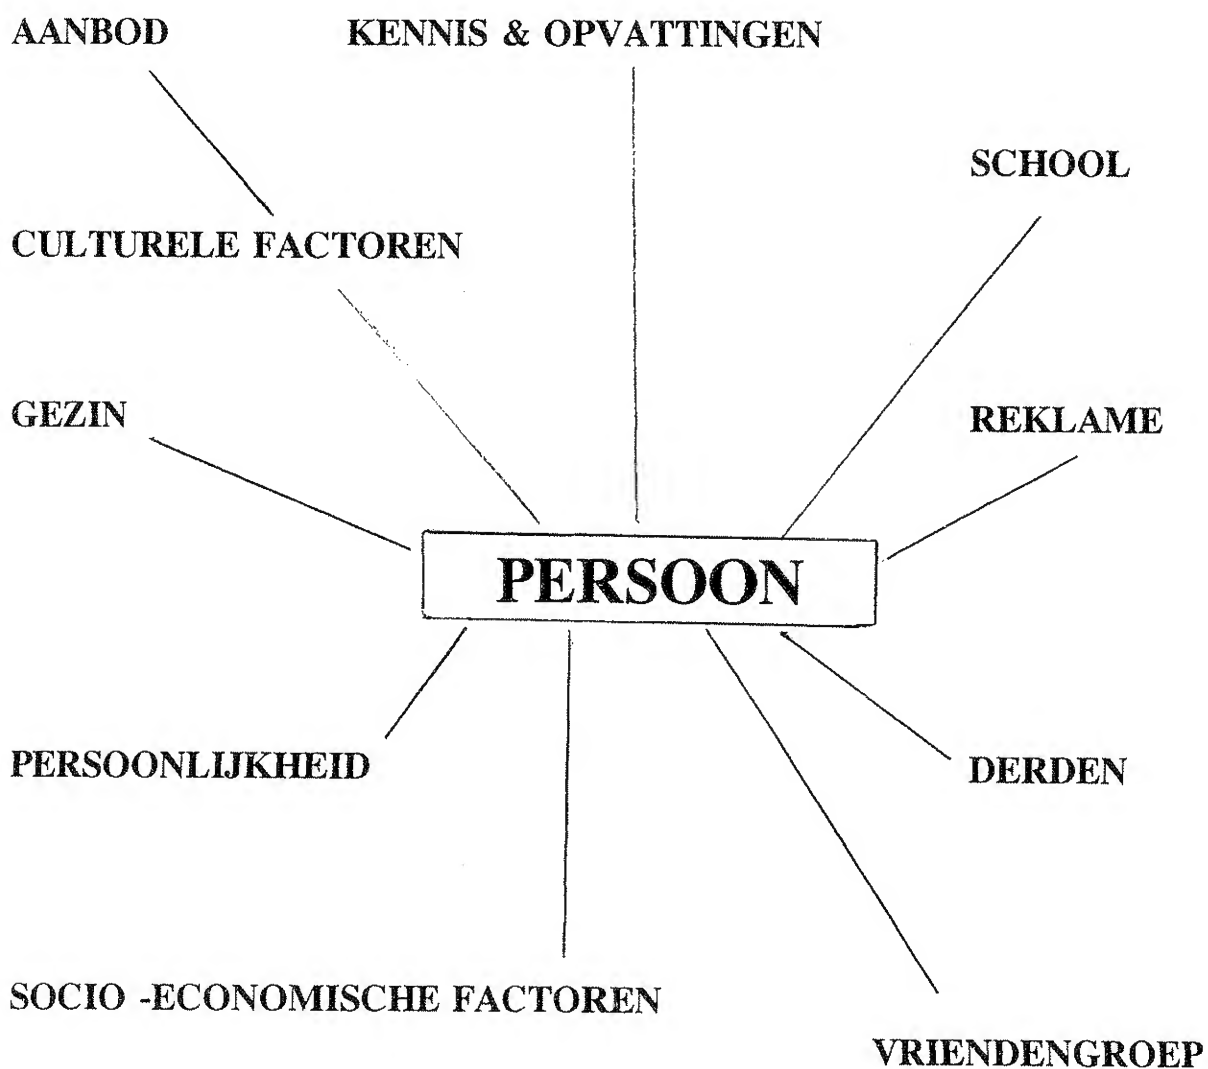 AANBOD
KENNIS & OPVATTINGEN
SCHOOL
CULTURELE FACTOREN
GEZIN
REKLAME
PERSOON
PERSOONLIJKHEID
DERDEN
SOCIO -ECONOMISCHE FACTOREN
VRIENDENGROEP